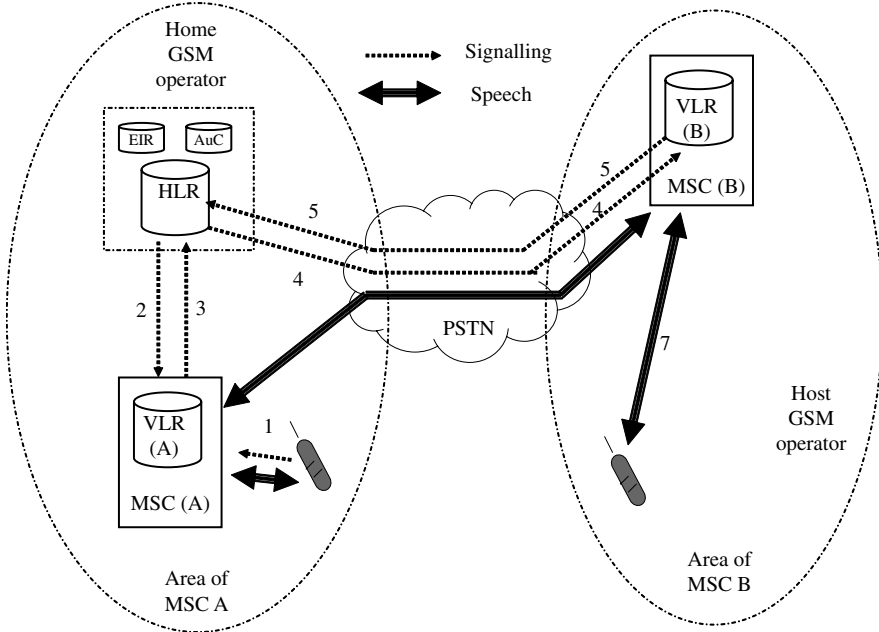 Home
GSM
operator
Signalling
Speech
EIR
AuC
HLR
VLR
(B)
MSC (B)
5
5
4
4
2
3
PSTN
7
VLR
(A)
MSC (A)
1
Host
GSM
operator
Area of
MSC A
Area of
MSC B